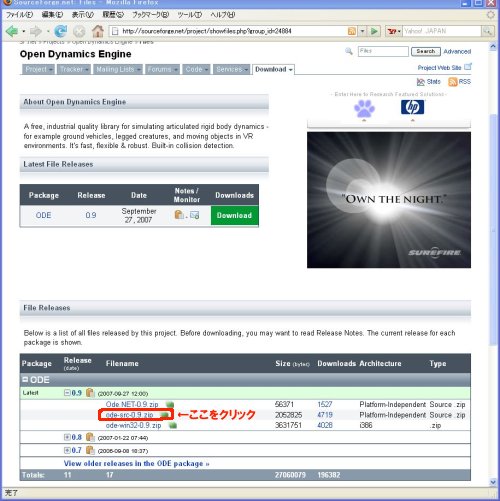 SourceForge.net: Files - Mozilla Firefox
ファイル(F) 編集(E) 表示(V) 履歴(S) ブックマーク(B) ツール(T) ヘルプ(H)
http://sourceforge.net/project/showfiles.php?group_id=24884
Yahoo! JAPAN
Open Dynamics Engine
Files Search Advanced
Project Tracker Mailing Lists Forums Code Services Download
Project Web Site
Stats RSS
- Enter Here to Research Featured Solutions -
hp
About Open Dynamics Engine
A free, industrial quality library for simulating articulated rigid body dynamics -
for example ground vehicles, legged creatures, and moving objects in VR
environments. It's fast, flexible & robust. Built-in collision detection.
Latest File Releases
Package Release Date Notes / Monitor Downloads
ODE 0.9 September 27, 2007 - Download
"OWN THE NIGHT."
SUREFIRE
File Releases
Below is a list of all files released by this project. Before downloading, you may want to read Release Notes. The current release for each
package is shown.
Package Release (date) Filename Size (bytes) Downloads Architecture Type
ODE
Latest 0.9 (2007-09-27 12:00)
Ode.NET-0.9.zip 56371 1527 Platform-Independent Source .zip
ode-src-0.9.zip ←ここをクリック 2052825 4719 Platform-Independent Source .zip
ode-win32-0.9.zip 3631751 4028 i386 .zip
0.8 (2007-01-22 07:44)
0.7 (2006-09-08 10:37)
View older releases in the ODE package »
Totals: 11 17 27060079 196382
完了